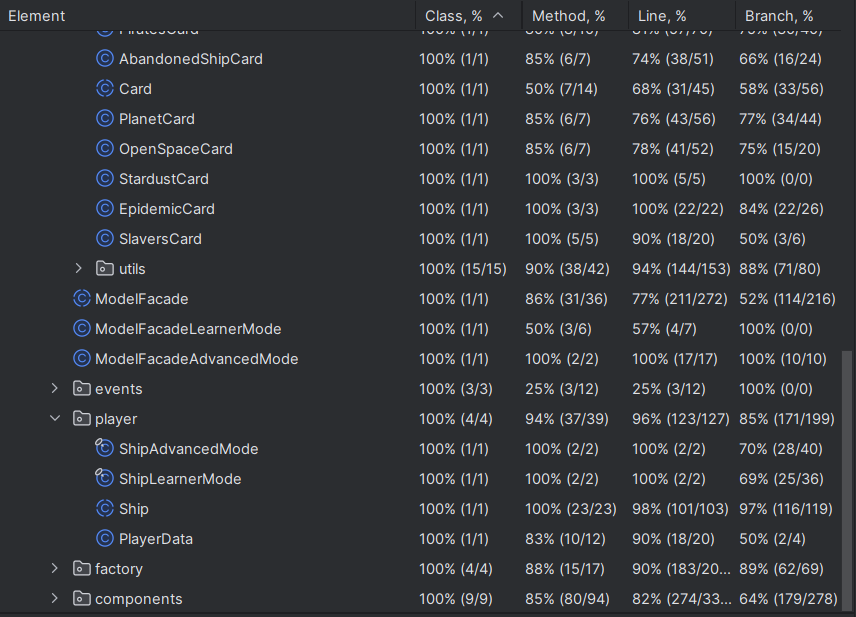 Element Class, % Method, % Line, % Branch, %
PiratesCard 100% (1/1)
AbandonedShipCard 100% (1/1) 85% (6/7) 74% (38/51) 66% (16/24)
Card 100% (1/1) 50% (7/14) 68% (31/45) 58% (33/56)
PlanetCard 100% (1/1) 85% (6/7) 76% (43/56) 77% (34/44)
OpenSpaceCard 100% (1/1) 85% (6/7) 78% (41/52) 75% (15/20)
StardustCard 100% (1/1) 100% (3/3) 100% (5/5) 100% (0/0)
EpidemicCard 100% (1/1) 100% (3/3) 100% (22/22) 84% (22/26)
SlaversCard 100% (1/1) 100% (5/5) 90% (18/20) 50% (3/6)
utils 100% (15/15) 90% (38/42) 94% (144/153) 88% (71/80)
ModelFacade 100% (1/1) 86% (31/36) 77% (211/272) 52% (114/216)
ModelFacadeLearnerMode 100% (1/1) 50% (3/6) 57% (4/7) 100% (0/0)
ModelFacadeAdvancedMode 100% (1/1) 100% (2/2) 100% (17/17) 100% (10/10)
events 100% (3/3) 25% (3/12) 25% (3/12) 100% (0/0)
player 100% (4/4) 94% (37/39) 96% (123/127) 85% (171/199)
ShipAdvancedMode 100% (1/1) 100% (2/2) 100% (2/2) 70% (28/40)
ShipLearnerMode 100% (1/1) 100% (2/2) 100% (2/2) 69% (25/36)
Ship 100% (1/1) 100% (23/23) 98% (101/103) 97% (116/119)
PlayerData 100% (1/1) 83% (10/12) 90% (18/20) 50% (2/4)
factory 100% (4/4) 88% (15/17) 90% (183/20... 89% (62/69)
components 100% (9/9) 85% (80/94) 82% (274/33... 64% (179/278)